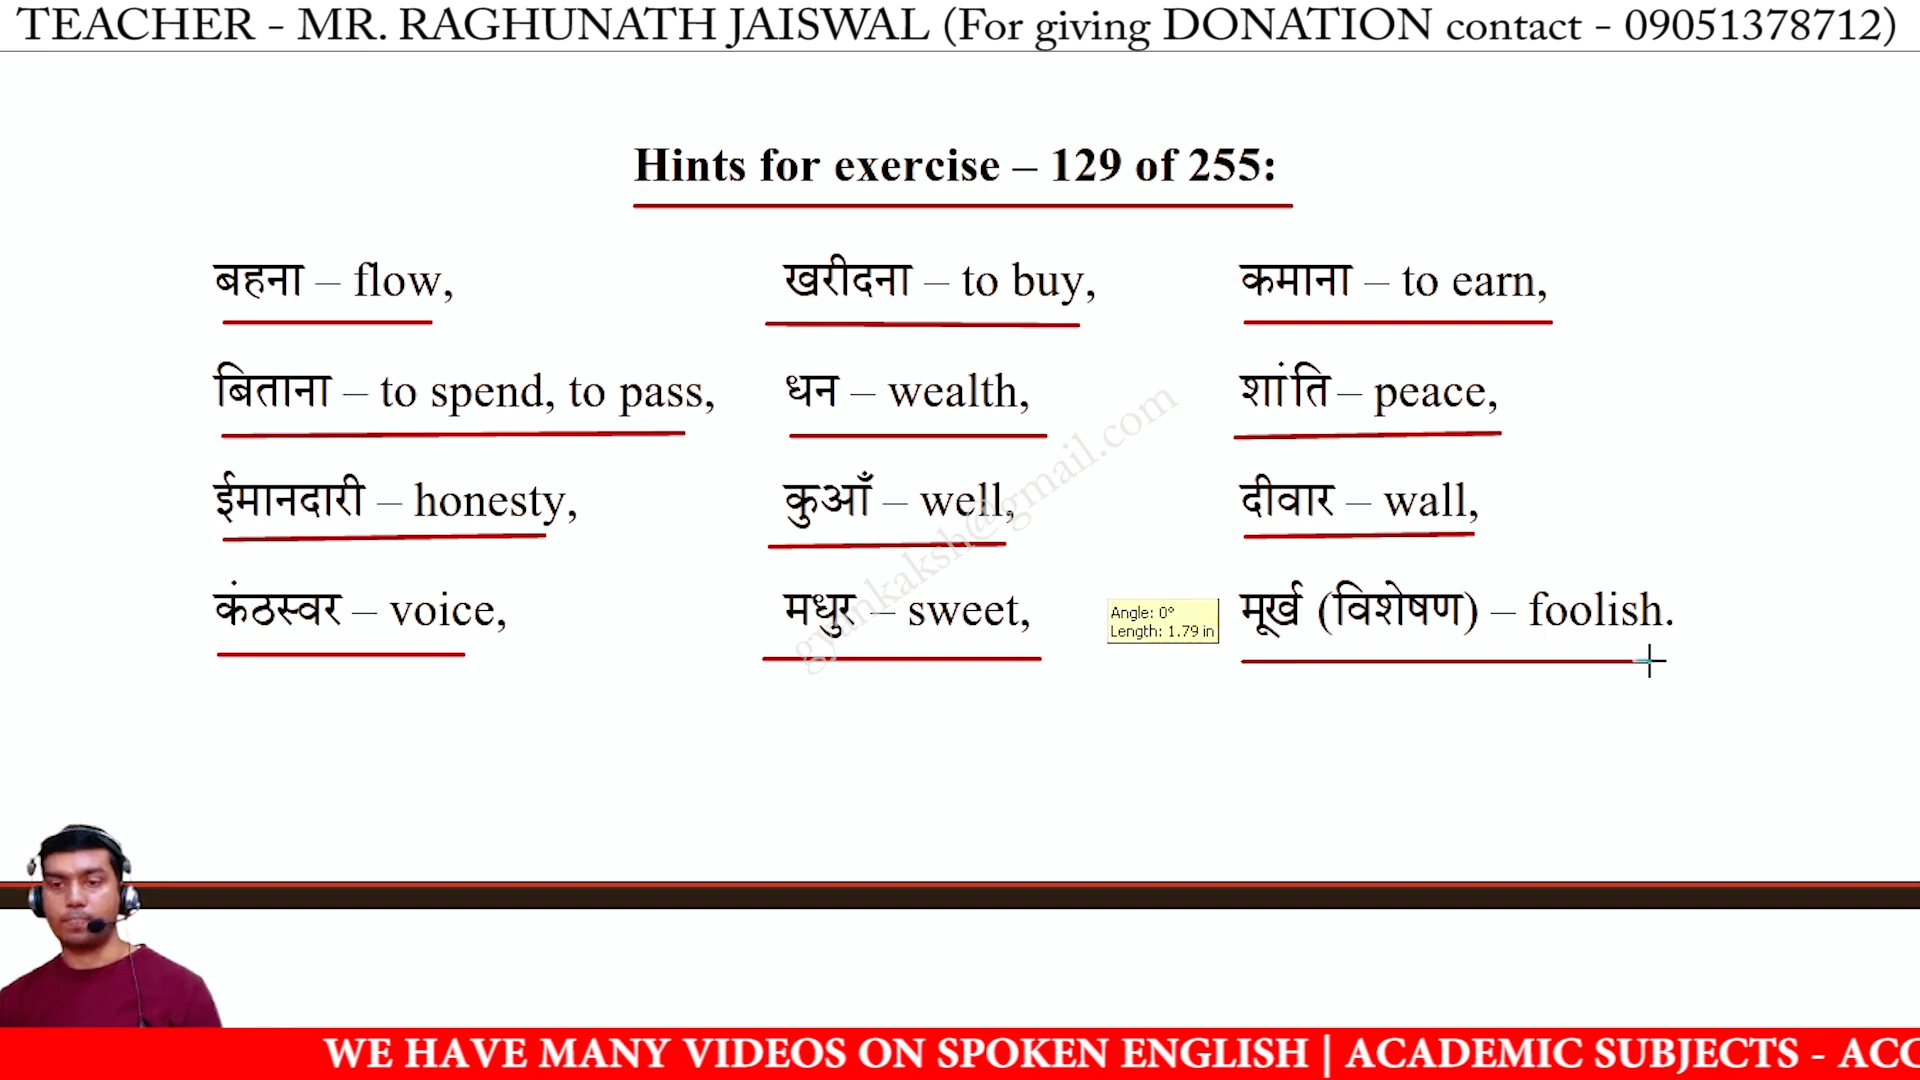 TEACHER - MR. RAGHUNATH JAISWAL (For giving DONATION contact - 09051378712)
Hints for exercise – 129 of 255:
बहना – flow, खरीदना – to buy, कमाना – to earn,
बिताना – to spend, to pass, धन – wealth, शांति – peace,
ईमानदारी – honesty, कुआँ – well, दीवार – wall,
कंठस्वर – voice, मधुर – sweet, मूर्ख (विशेषण) – foolish.
gyankaksh@gmail.com
Angle: 0°
Length: 1.79 in
WE HAVE MANY VIDEOS ON SPOKEN ENGLISH | ACADEMIC SUBJECTS - ACC